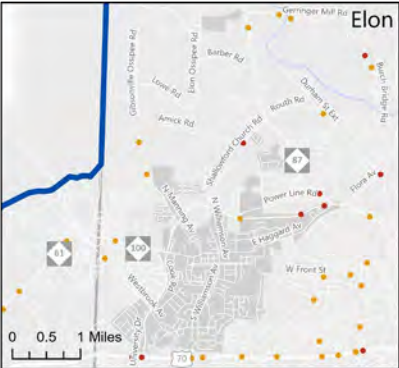 Elon
Gerringer Mill Rd
Barber Rd
Gibsonville Ossipee Rd
Elon Ossipee Rd
Lowe Rd
Burch Bridge Rd
Durham St Ext
Routh Rd
Amick Rd
Shallowford Church Rd
87
Flora Av
Power Line Rd
N Manning Av
N Williamson Av
E Haggard Av
61
100
W Front St
Westbrook Av
S Williamson Av
University Dr
0 0.5 1 Miles
70